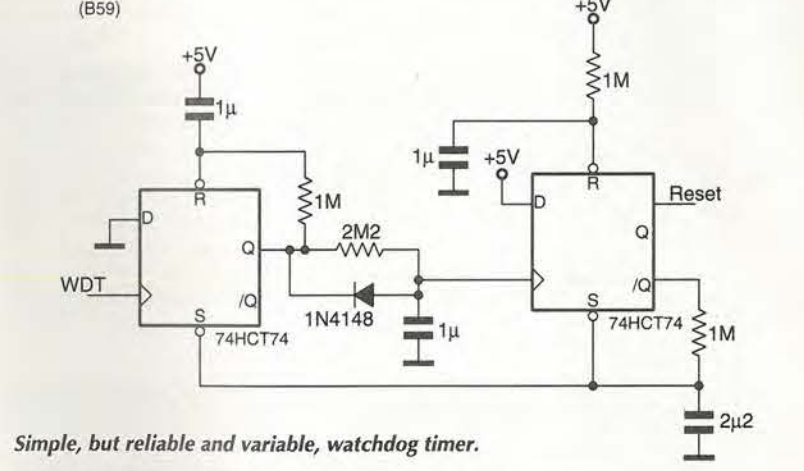 (B59)
+5V
+5V
1M
1µ
1µ
+5V
R
R
D
1M
D
Reset
Q
2M2
Q
WDT
/Q
/Q
S
1N4148
S
74HCT74
1µ
74HCT74
1M
2µ2
Simple, but reliable and variable, watchdog timer.